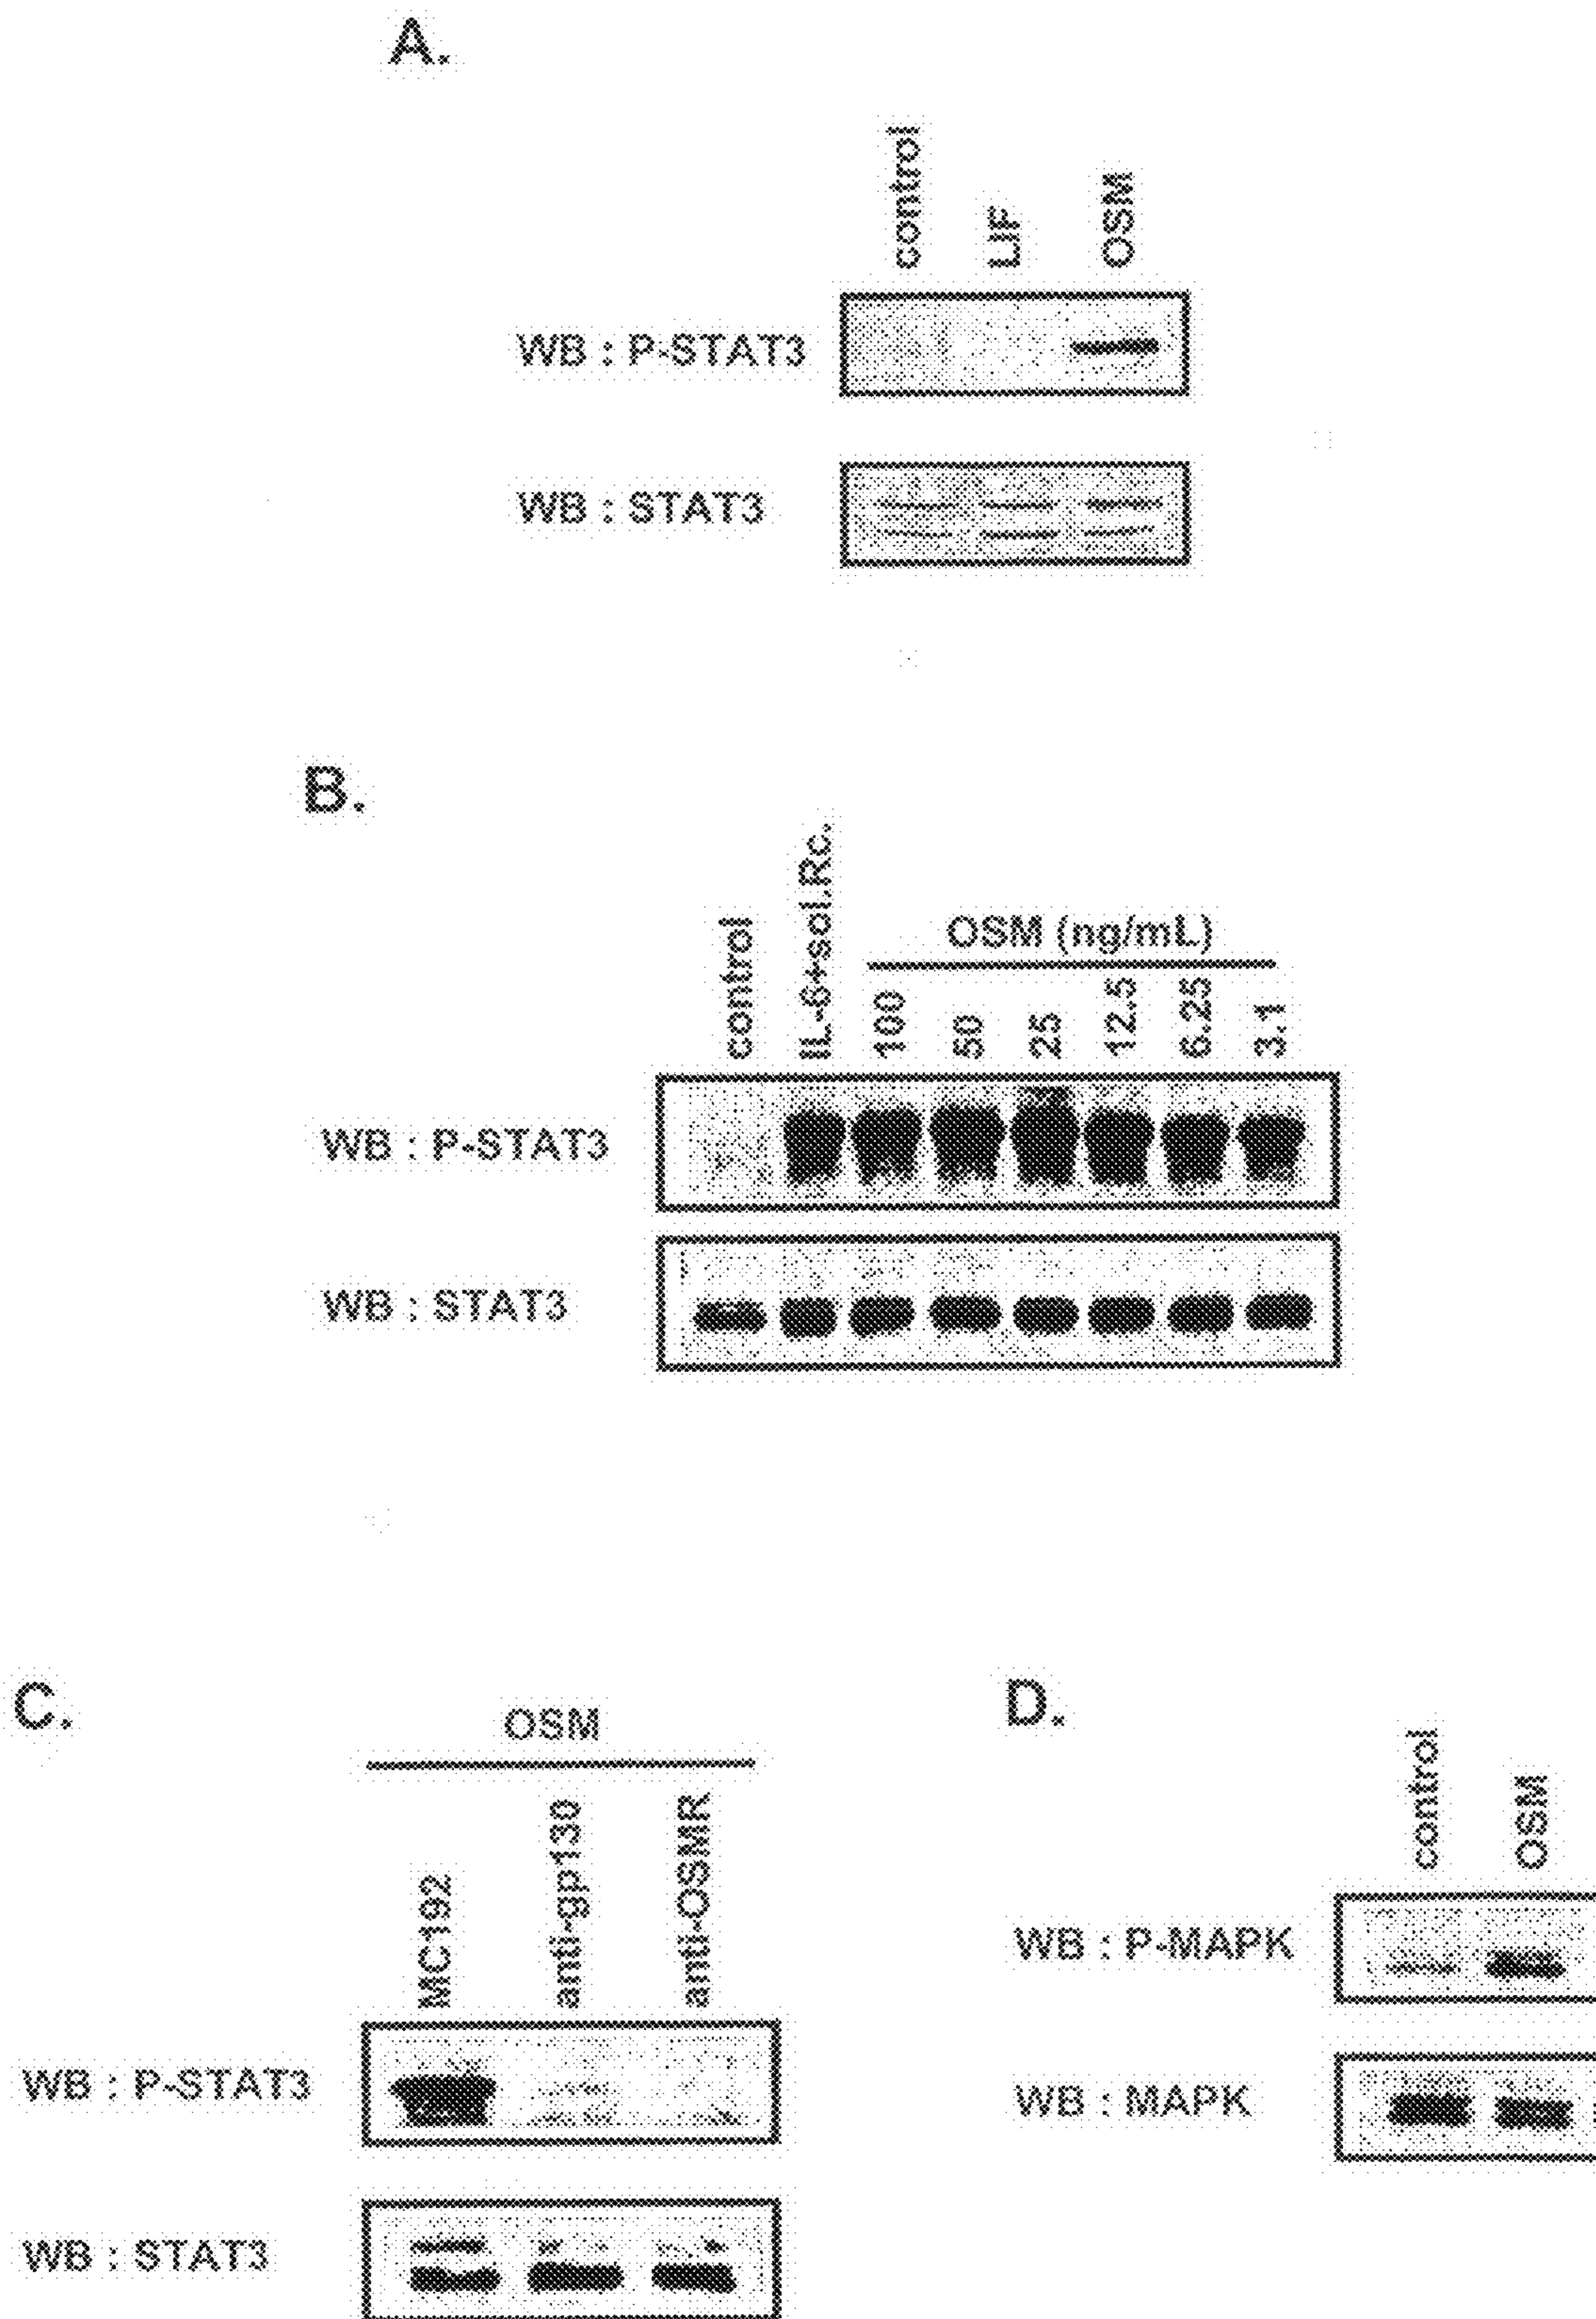 A.
control
LIF
OSM
WB : P-STAT3
WB : STAT3
B.
control
IL-6+sol.Rc.
OSM (ng/mL)
100
50
25
12.5
6.25
3.1
WB : P-STAT3
WB : STAT3
C.
OSM
MC192
anti-gp130
anti-OSMR
WB : P-STAT3
WB : STAT3
D.
control
OSM
WB : P-MAPK
WB : MAPK